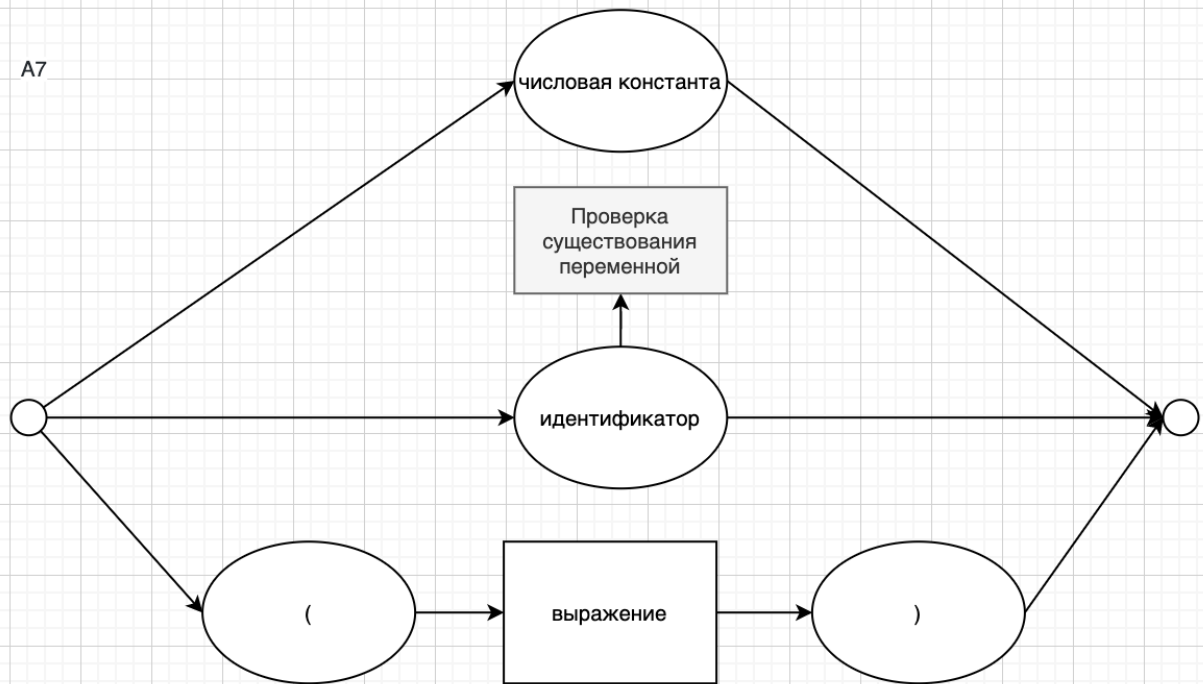 A7
числовая константа
Проверка
существования
переменной
идентификатор
(
выражение
)